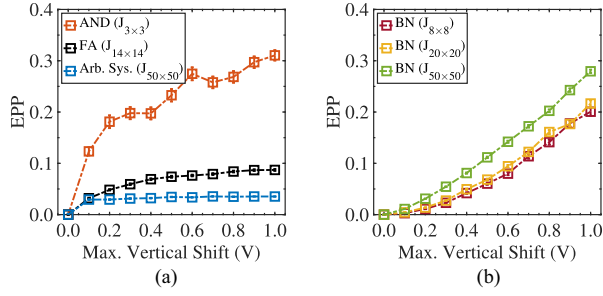 0.4
0.3
0.2
0.1
0.0
EPP
AND (J3×3)
FA (J14×14)
Arb. Sys. (J50×50)
0.0 0.2 0.4 0.6 0.8 1.0
Max. Vertical Shift (V)
(a)
0.4
0.3
0.2
0.1
0.0
EPP
BN (J8×8)
BN (J20×20)
BN (J50×50)
0.0 0.2 0.4 0.6 0.8 1.0
Max. Vertical Shift (V)
(b)